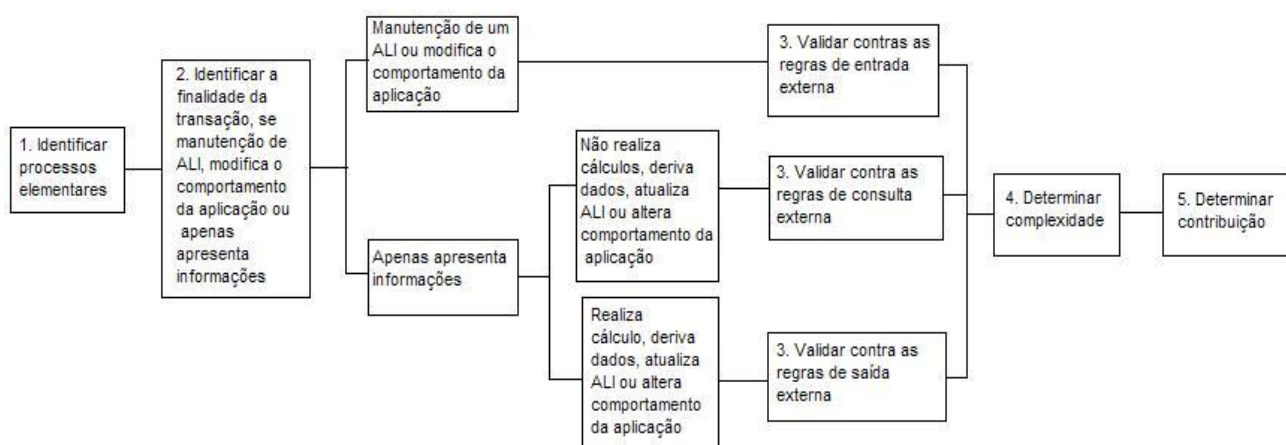 1. Identificar
processos
elementares
2. Identificar a
finalidade da
transação, se
manutenção de
ALI, modifica o
comportamento
da aplicação ou
apenas
apresenta
informações
Manutenção de um
ALI ou modifica o
comportamento da
aplicação
Apenas apresenta
informações
Não realiza
cálculos, deriva
dados, atualiza
ALI ou altera
comportamento da
aplicação
Realiza
cálculo, deriva
dados, atualiza
ALI ou altera
comportamento
da aplicação
3. Validar contras as
regras de entrada
externa
3. Validar contra as
regras de consulta
externa
3. Validar contra as
regras de saída
externa
4. Determinar
complexidade
5. Determinar
contribuição